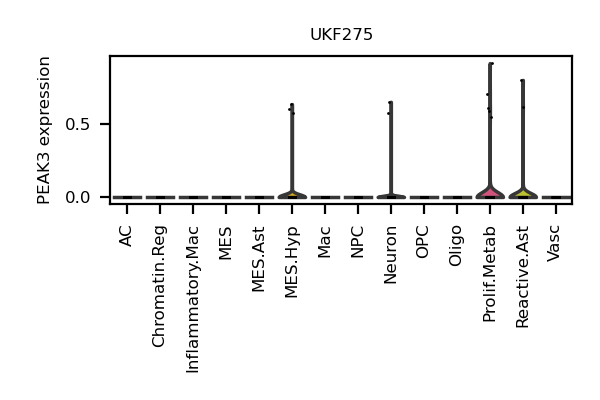 UKF275
PEAK3 expression
0.5
0.0
AC
Chromatin.Reg
Inflammatory.Mac
MES
MES.Ast
MES.Hyp
Mac
NPC
Neuron
OPC
Oligo
Prolif.Metab
Reactive.Ast
Vasc